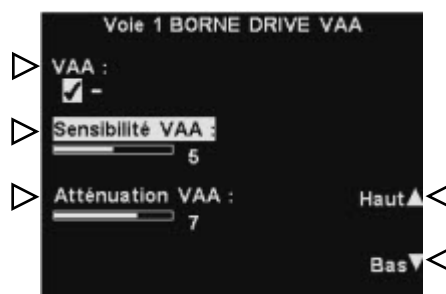 Voie 1 BORNE DRIVE VAA
VAA :
✓ -
Sensibilité VAA :
5
Atténuation VAA :
Haut▲
7
Bas▼